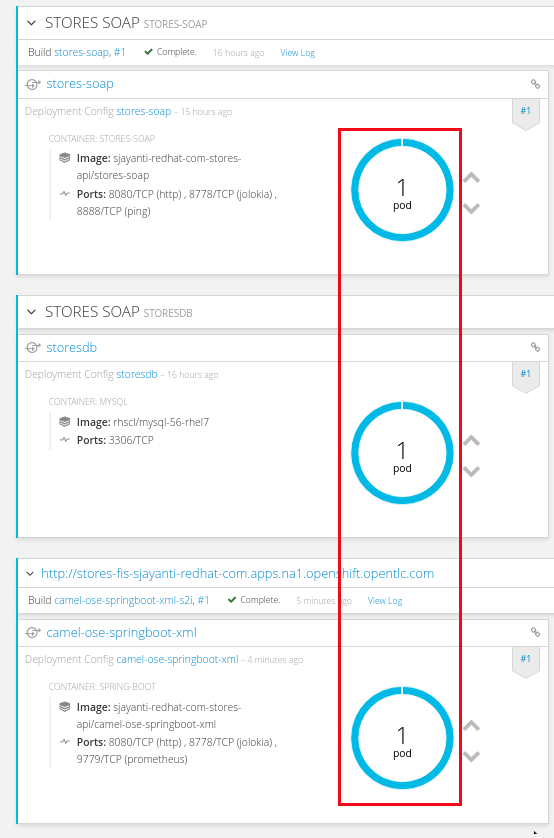 STORES SOAP STORES-SOAP
Build stores-soap, #1 Complete. 16 hours ago View Log
stores-soap
Deployment Config stores-soap – 15 hours ago
#1
CONTAINER: STORES-SOAP
Image: sjayanti-redhat-com-stores-
api/stores-soap
Ports: 8080/TCP (http) , 8778/TCP (jolokia) ,
8888/TCP (ping)
1
pod
STORES SOAP STORESDB
storesdb
Deployment Config storesdb – 16 hours ago
#1
CONTAINER: MYSQL
Image: rhscl/mysql-56-rhel7
Ports: 3306/TCP
1
pod
http://stores-fis-sjayanti-redhat-com.apps.na1.openshift.opentlc.com
Build camel-ose-springboot-xml-s2i, #1 Complete. 5 minutes ago View Log
camel-ose-springboot-xml
Deployment Config camel-ose-springboot-xml – 4 minutes ago
#1
CONTAINER: SPRING-BOOT
Image: sjayanti-redhat-com-stores-
api/camel-ose-springboot-xml
Ports: 8080/TCP (http) , 8778/TCP (jolokia) ,
9779/TCP (prometheus)
1
pod